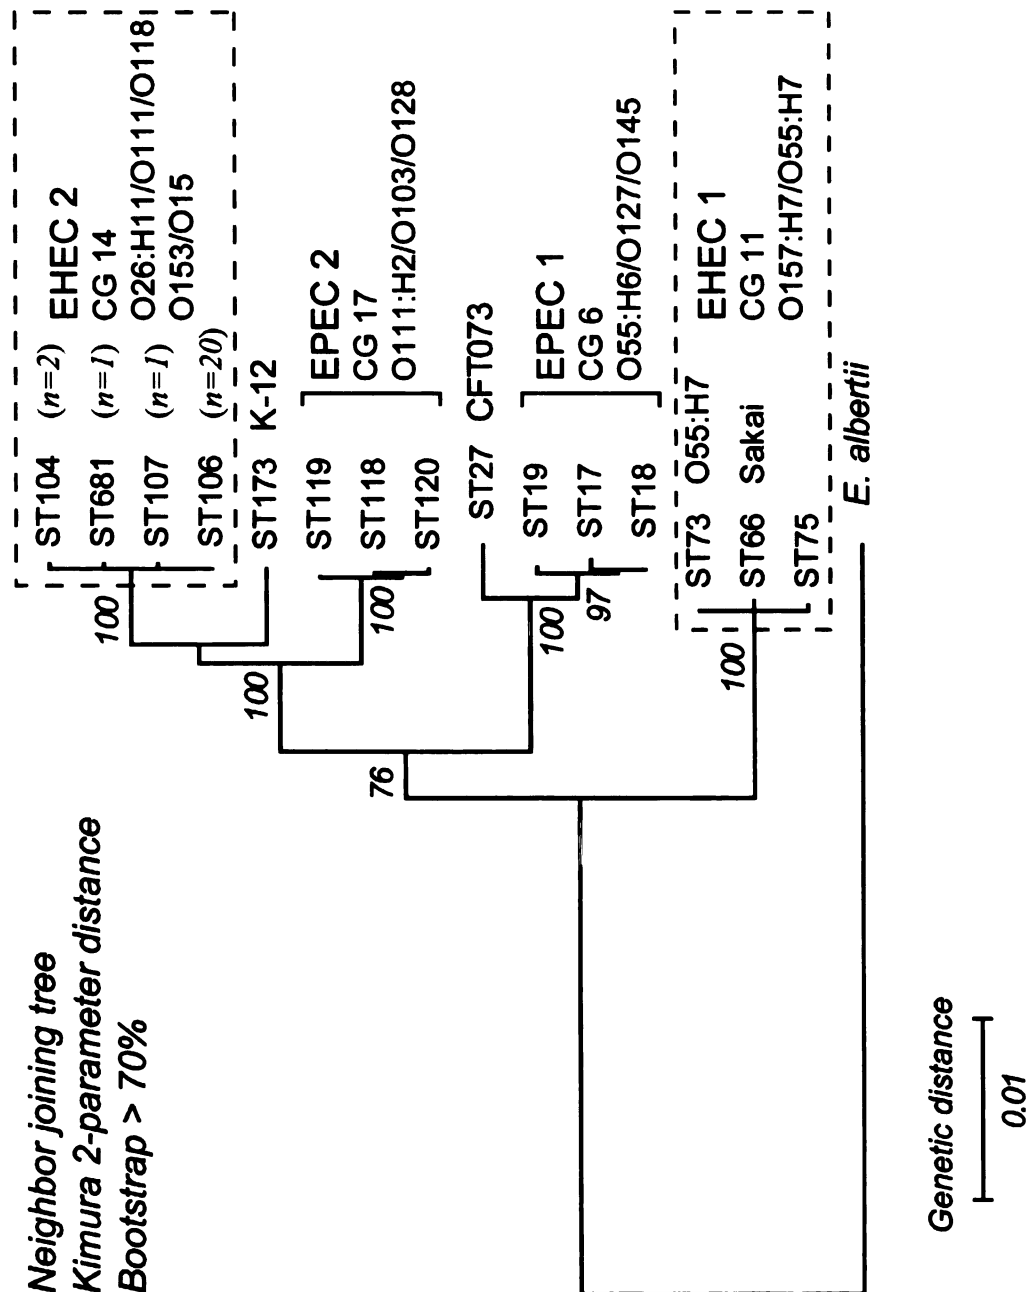 Neighbor joining tree
Kimura 2-parameter distance
Bootstrap > 70%
ST104 (n=2)
ST681 (n=1)
ST107 (n=1)
ST106 (n=20)
EHEC 2
CG 14
O26:H11/O111/O118
O153/O15
ST173 K-12
ST119
ST118
ST120
EPEC 2
CG 17
O111:H2/O103/O128
ST27 CFT073
ST19
ST17
ST18
EPEC 1
CG 6
O55:H6/O127/O145
ST73 O55:H7
ST66 Sakai
ST75
EHEC 1
CG 11
O157:H7/O55:H7
E. albertii
100
100
100
76
100
97
100
Genetic distance
0.01